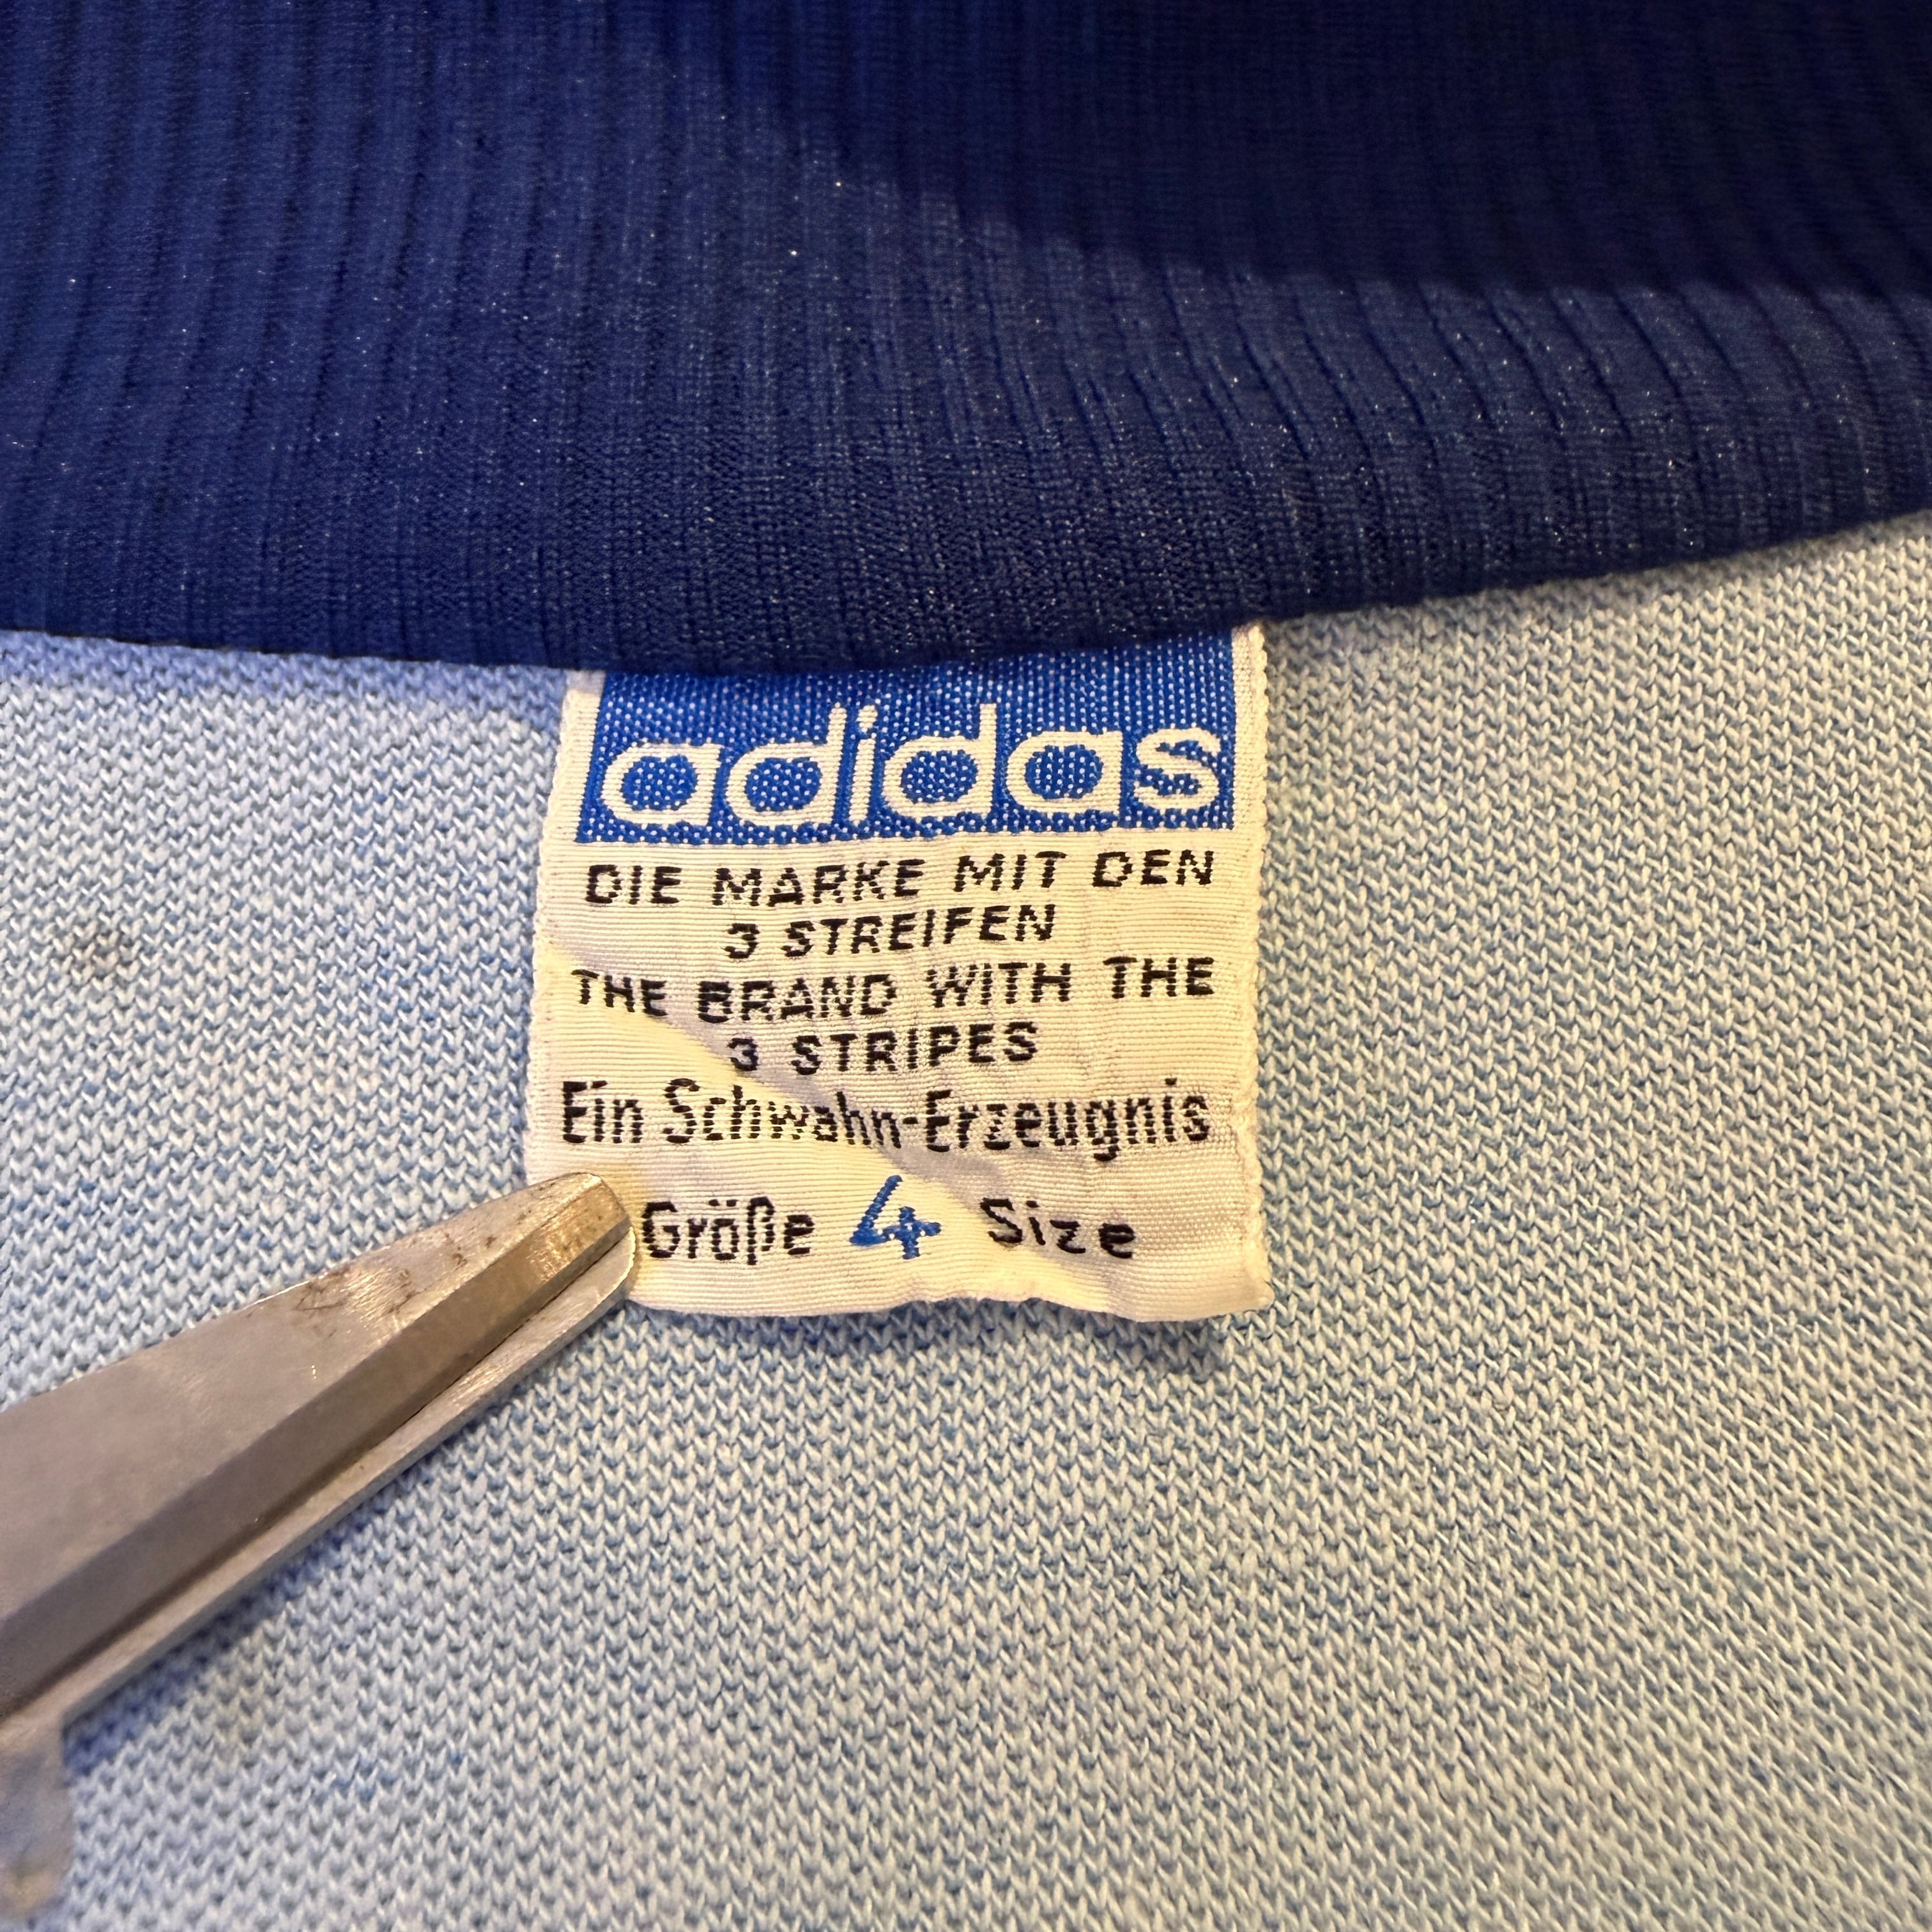 adidas
DIE MARKE MIT DEN
3 STREIFEN
THE BRAND WITH THE
3 STRIPES
Ein Schwahn-Erzeugnis
Größe 4 Size